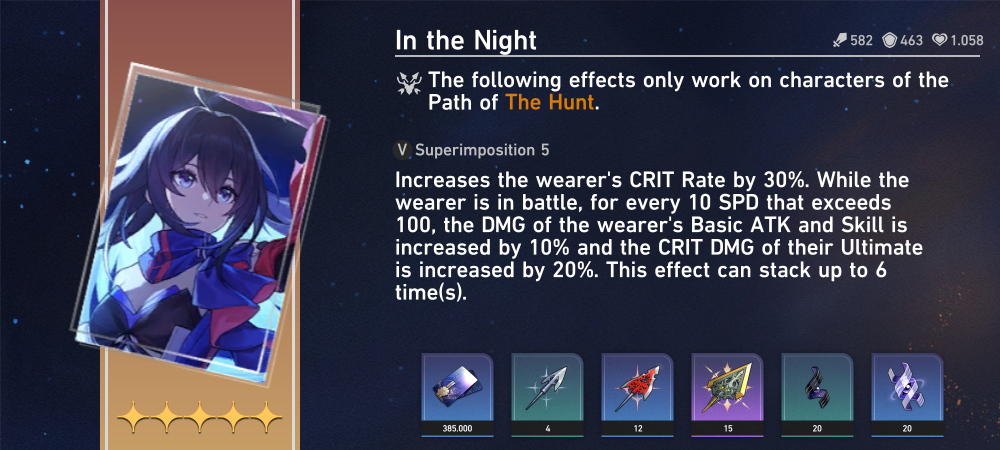 In the Night
582 463 1.058
The following effects only work on characters of the
Path of The Hunt.
V Superimposition 5
Increases the wearer's CRIT Rate by 30%. While the
wearer is in battle, for every 10 SPD that exceeds
100, the DMG of the wearer's Basic ATK and Skill is
increased by 10% and the CRIT DMG of their Ultimate
is increased by 20%. This effect can stack up to 6
time(s).
385.000 4 12 15 20 20